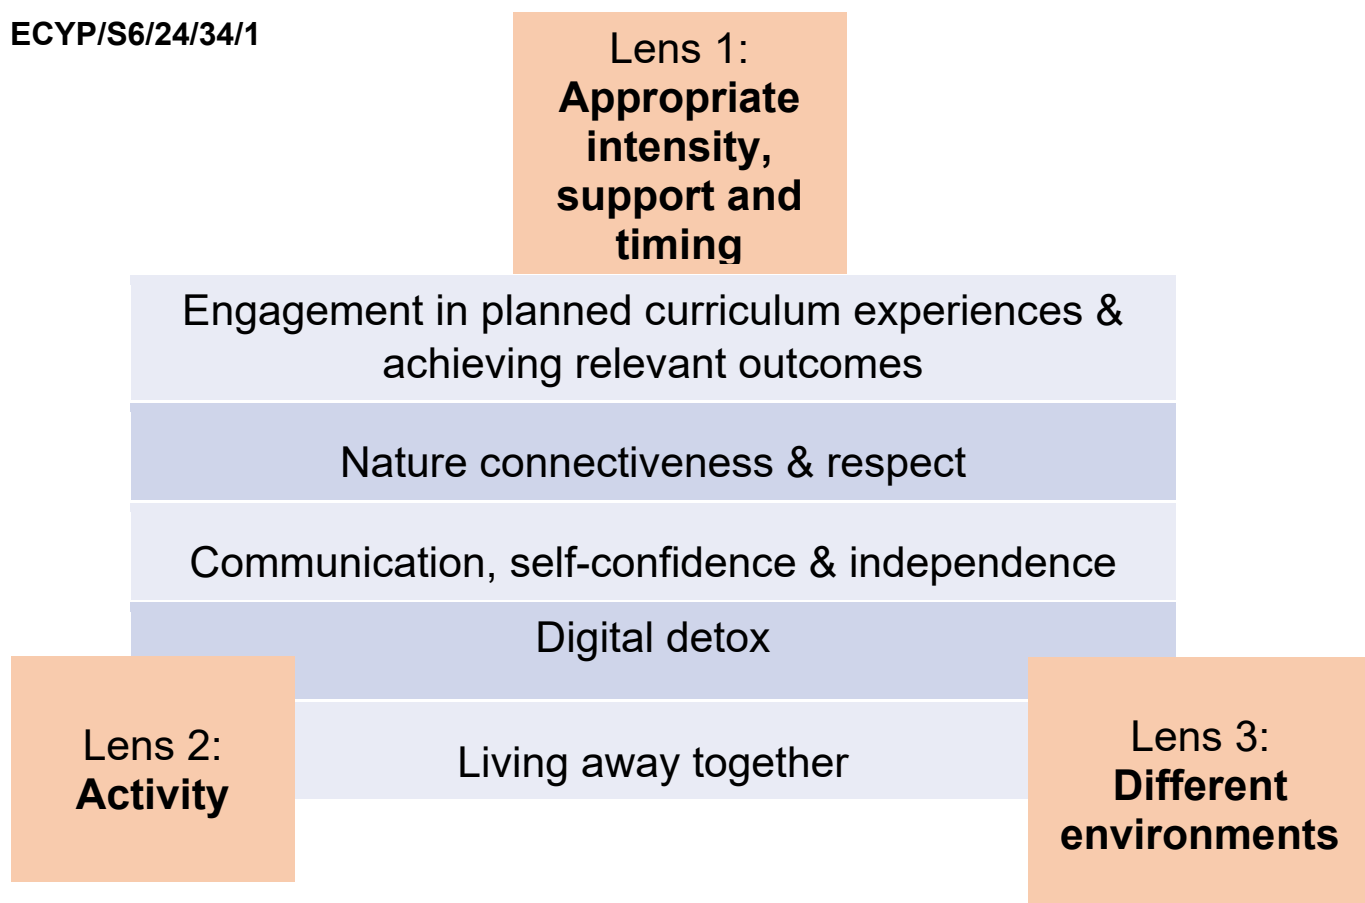 ECYP/S6/24/34/1
Lens 1:
Appropriate
intensity,
support and
timing
Engagement in planned curriculum experiences &
achieving relevant outcomes
Nature connectiveness & respect
Communication, self-confidence & independence
Digital detox
Living away together
Lens 2:
Activity
Lens 3:
Different
environments